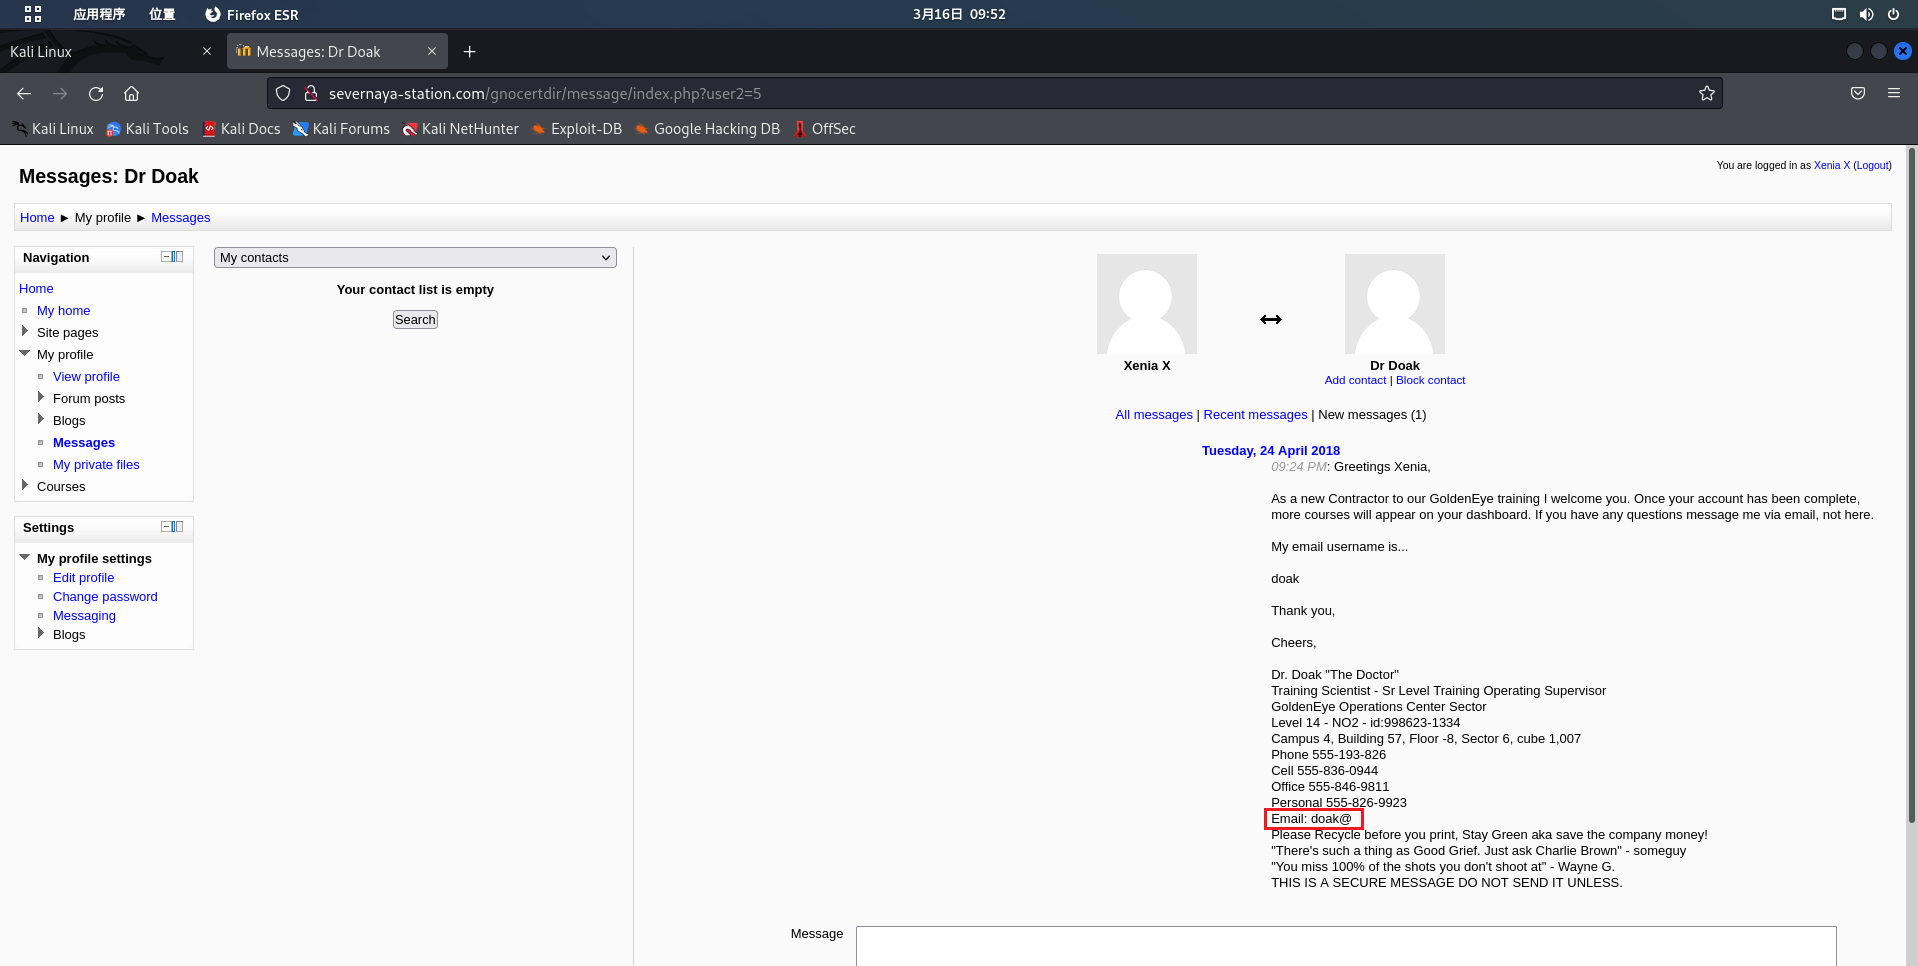 应用程序 位置 Firefox ESR 3月16日 09:52
Kali Linux × Messages: Dr Doak × +
severnaya-station.com/gnocertdir/message/index.php?user2=5
Kali Linux Kali Tools Kali Docs Kali Forums Kali NetHunter Exploit-DB Google Hacking DB OffSec
You are logged in as Xenia X (Logout)
Messages: Dr Doak
Home ► My profile ► Messages
Navigation
Home
My home
Site pages
My profile
View profile
Forum posts
Blogs
Messages
My private files
Courses
Settings
My profile settings
Edit profile
Change password
Messaging
Blogs
My contacts
Your contact list is empty
Search
Xenia X
Dr Doak
Add contact | Block contact
All messages | Recent messages | New messages (1)
Tuesday, 24 April 2018
09:24 PM: Greetings Xenia,
As a new Contractor to our GoldenEye training I welcome you. Once your account has been complete,
more courses will appear on your dashboard. If you have any questions message me via email, not here.
My email username is...
doak
Thank you,
Cheers,
Dr. Doak "The Doctor"
Training Scientist - Sr Level Training Operating Supervisor
GoldenEye Operations Center Sector
Level 14 - NO2 - id:998623-1334
Campus 4, Building 57, Floor -8, Sector 6, cube 1,007
Phone 555-193-826
Cell 555-836-0944
Office 555-846-9811
Personal 555-826-9923
Email: doak@
Please Recycle before you print, Stay Green aka save the company money!
"There's such a thing as Good Grief. Just ask Charlie Brown" - someguy
"You miss 100% of the shots you don't shoot at" - Wayne G.
THIS IS A SECURE MESSAGE DO NOT SEND IT UNLESS.
Message